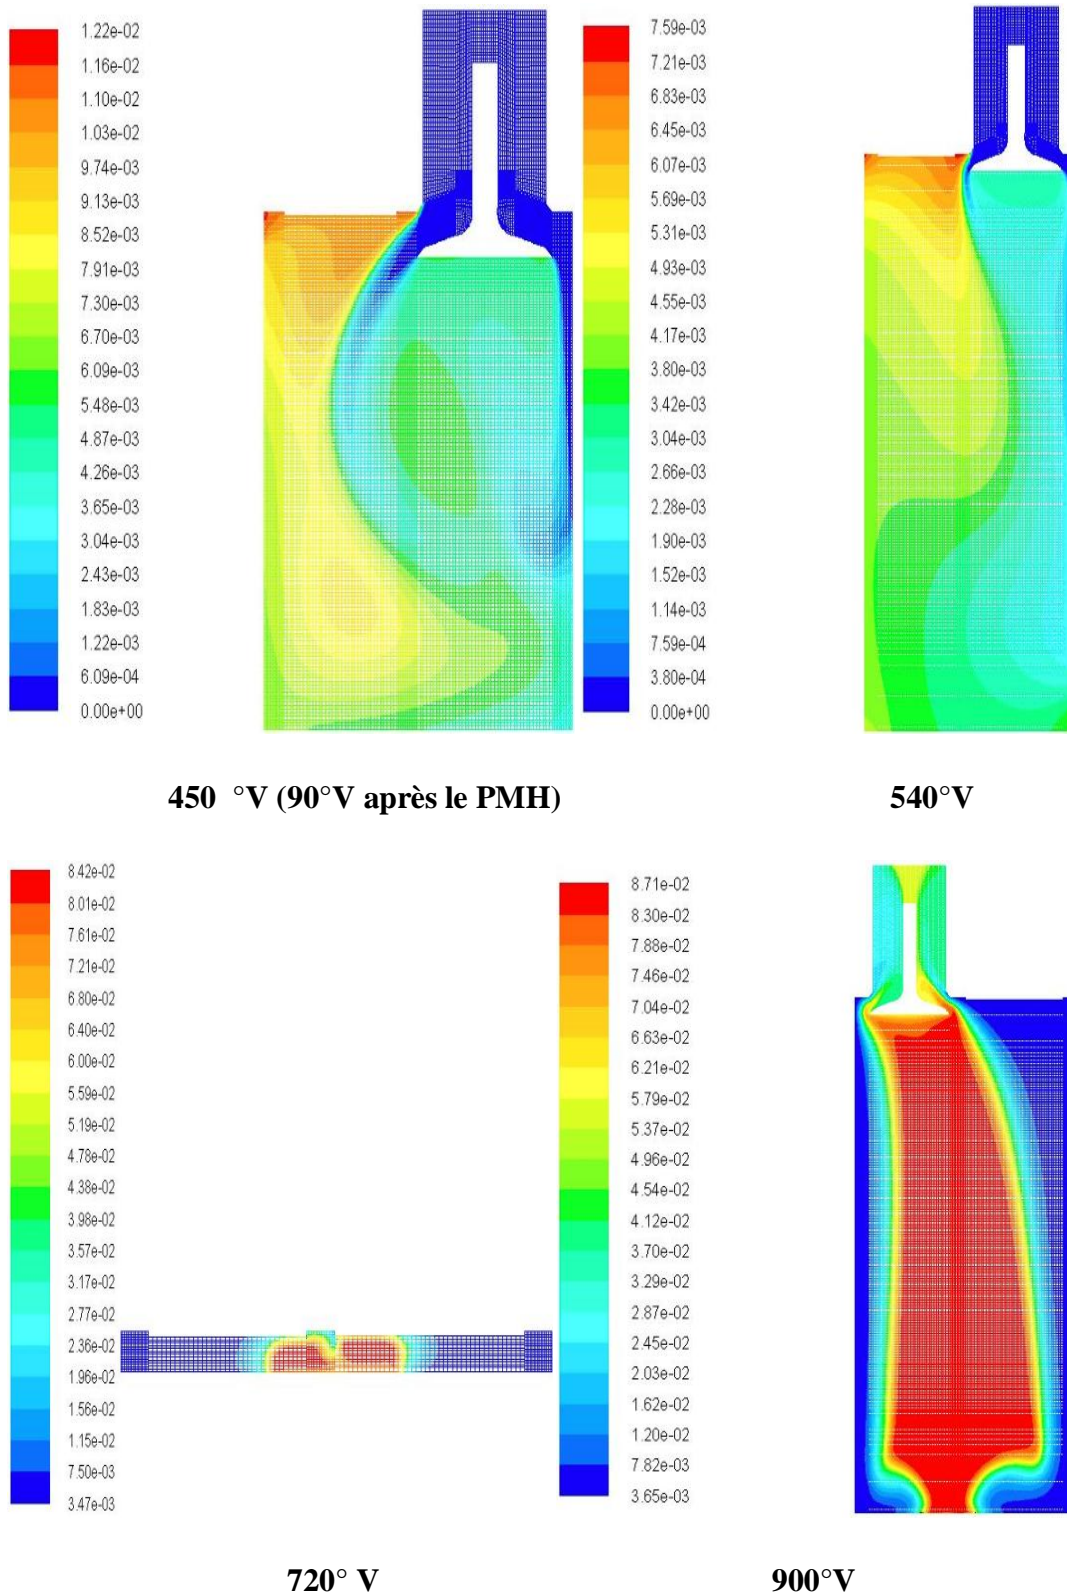 1.22e-02
1.16e-02
1.10e-02
1.03e-02
9.74e-03
9.13e-03
8.52e-03
7.91e-03
7.30e-03
6.70e-03
6.09e-03
5.48e-03
4.87e-03
4.26e-03
3.65e-03
3.04e-03
2.43e-03
1.83e-03
1.22e-03
6.09e-04
0.00e+00
7.59e-03
7.21e-03
6.83e-03
6.45e-03
6.07e-03
5.69e-03
5.31e-03
4.93e-03
4.55e-03
4.17e-03
3.80e-03
3.42e-03
3.04e-03
2.66e-03
2.28e-03
1.90e-03
1.52e-03
1.14e-03
7.59e-04
3.80e-04
0.00e+00
450 °V (90°V après le PMH)
540°V
8.42e-02
8.01e-02
7.61e-02
7.21e-02
6.80e-02
6.40e-02
6.00e-02
5.59e-02
5.19e-02
4.78e-02
4.38e-02
3.98e-02
3.57e-02
3.17e-02
2.77e-02
2.36e-02
1.96e-02
1.56e-02
1.15e-02
7.50e-03
3.47e-03
8.71e-02
8.30e-02
7.88e-02
7.46e-02
7.04e-02
6.63e-02
6.21e-02
5.79e-02
5.37e-02
4.96e-02
4.54e-02
4.12e-02
3.70e-02
3.29e-02
2.87e-02
2.45e-02
2.03e-02
1.62e-02
1.20e-02
7.82e-03
3.65e-03
720° V
900°V